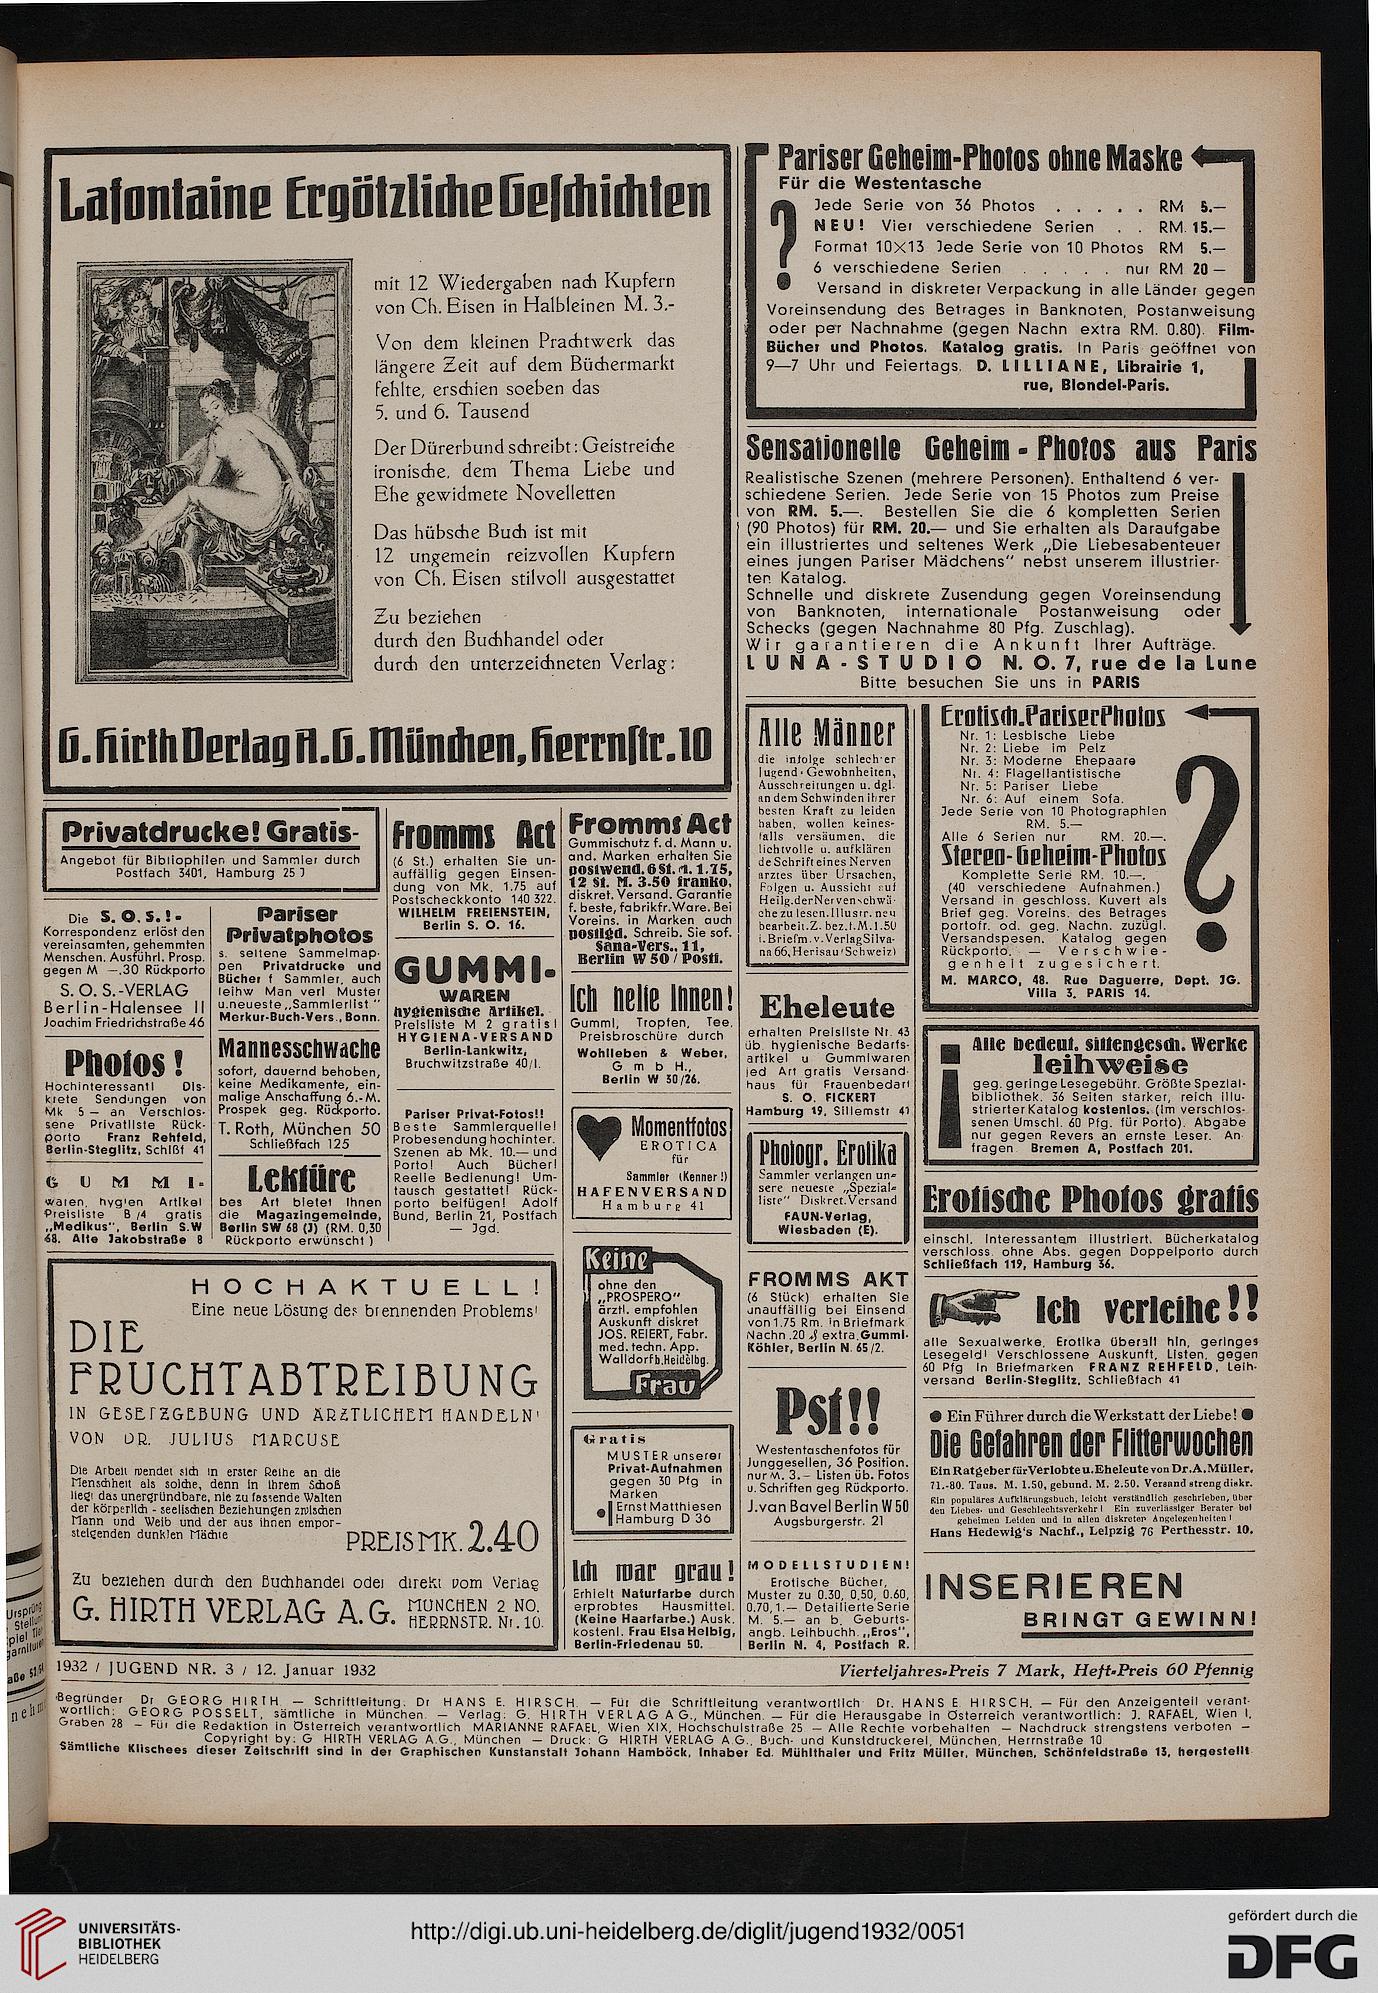 Lafontaine Ergötzliche Geschichten
mit 12 Wiedergaben nach Kupfern
von Ch. Eisen in Halbleinen M. 3.-
Von dem kleinen Prachtwerk das
längere Zeit auf dem Büchermarkt
fehlte, erschien soeben das
5. und 6. Tausend
Der Dürerbund schreibt: Geistreiche
ironische, dem Thema Liebe und
Ehe gewidmete Novelletten
Das hübsche Buch ist mit
12 ungemein reizvollen Kupfern
von Ch. Eisen stilvoll ausgestattet
Zu beziehen
durch den Buchhandel oder
durch den unterzeichneten Verlag:
G. Hirth Verlag A.G. München, Herrnstr. 10
Pariser Geheim-Photos ohne Maske
Für die Westentasche
?
Jede Serie von 36 Photos . . . . . RM 5.—
NEU! Vier verschiedene Serien . . RM. 15.—
Format 10×13 Jede Serie von 10 Photos RM 5.—
6 verschiedene Serien . . . . . nur RM 20 —
Versand in diskreter Verpackung in alle Länder gegen
Voreinsendung des Betrages in Banknoten, Postanweisung
oder per Nachnahme (gegen Nachn extra RM. 0.80). Film-
Bücher und Photos. Katalog gratis. In Paris geöffnet von
9—7 Uhr und Feiertags. D. LILLIANE, Librairie 1,
rue, Blondel-Paris.
Sensationelle Geheim - Photos aus Paris
Realistische Szenen (mehrere Personen). Enthaltend 6 ver-
schiedene Serien. Jede Serie von 15 Photos zum Preise
von RM. 5.—. Bestellen Sie die 6 kompletten Serien
(90 Photos) für RM. 20.— und Sie erhalten als Daraufgabe
ein illustriertes und seltenes Werk „Die Liebesabenteuer
eines jungen Pariser Mädchens“ nebst unserem illustrier-
ten Katalog.
Schnelle und diskrete Zusendung gegen Voreinsendung
von Banknoten, internationale Postanweisung oder
Schecks (gegen Nachnahme 80 Pfg. Zuschlag).
Wir garantieren die Ankunft Ihrer Aufträge.
LUNA-STUDIO N. O. 7, rue de la Lune
Bitte besuchen Sie uns in PARIS
Alle Männer
die infolge schlechter
Jugend-Gewohnheiten,
Ausschreitungen u. dgl.
an dem Schwinden ihrer
besten Kraft zu leiden
haben, wollen keines-
falls versäumen, die
lichtvolle u. aufklären
de Schrift eines Nerven
arztes über Ursachen,
Folgen u. Aussicht auf
Heilg. der Nervenschwä-
che zu lesen. Illustr. neu
bearbeit. Z. bez. f. M. 1.50
i. Briefm. v. Verlag Silva-
na 66, Herisau (Schweiz)
Erotisch. Pariser Photos
Nr. 1: Lesbische Liebe
Nr. 2: Liebe im Pelz
Nr. 3: Moderne Ehepaare
Nr. 4: Flagellantistische
Nr. 5: Pariser Liebe
Nr. 6: Auf einem Sofa.
Jede Serie von 10 Photographien
RM. 5.—
Alle 6 Serien nur RM. 20.—.
Stereo-Geheim-Photos
Komplette Serie RM. 10.—.
(40 verschiedene Aufnahmen.)
Versand in geschloss. Kuvert als
Brief geg. Voreins. des Betrages
portofr. od. geg. Nachn. zuzügl.
Versandspesen. Katalog gegen
Rückporto. — Verschwie-
genheit zugesichert.
M. MARCO, 48. Rue Daguerre, Dept. JG.
Villa 3. PARIS 14.
?
Privatdrucke! Gratis-
Angebot für Bibliophilen und Sammler durch
Postfach 3401, Hamburg 25 J
Die S.O.S.!-
Korrespondenz erlöst den
vereinsamten, gehemmten
Menschen. Ausführl. Prosp.
gegen M —.30 Rückporto
S.O.S.-VERLAG
Berlin-Halensee II
Joachim Friedrichstraße 46
Photos!
Hochinteressant! Dis-
krete Sendungen von
Mk 5— an Verschlos-
sene Privatliste Rück-
porto Franz Rehfeld,
Berlin-Steglitz, Schlßf 41
GUMMI-
waren, hygien Artikel
Preisliste B/4 gratis
„Medikus“, Berlin S.W
68. Alte Jakobstraße 8
Pariser
Privatphotos
s. seltene Sammelmap-
pen Privatdrucke und
Bücher f Sammler, auch
leihw Man verl Muster
u. neueste „Sammlerlist“
Merkur-Buch-Vers., Bonn.
Mannesschwäche
sofort, dauernd behoben,
keine Medikamente, ein-
malige Anschaffung 6.- M.
Prospek geg. Rückporto.
T. Roth, München 50
Schließfach 125
Lektüre
bes Art bietet Ihnen
die Magazingemeinde,
Berlin SW 68 (J) (RM. 0,30
Rückporto erwünscht)
Fromms Act
(6 St.) erhalten Sie un-
auffällig gegen Einsen-
dung von Mk. 1.75 auf
Postscheckkonto 140 322.
WILHELM FREIENSTEIN,
Berlin S. O. 16.
GUMMI-
WAREN
hygienische Artikel.
Preisliste M 2 gratis!
HYGIENA-VERSAND
Berlin-Lankwitz,
Bruchwitzstraße 40/I.
Pariser Privat-Fotos!!
Beste Sammlerquelle!
Probesendung hochinter.
Szenen ab Mk. 10.— und
Porto! Auch Bücher!
Reelle Bedienung! Um-
tausch gestattet! Rück-
porto beifügen! Adolf
Bund, Berlin 21, Postfach
— Jgd.
Fromms Act
Gummischutz f. d. Mann u.
and. Marken erhalten Sie
postwend. 6 St. M. 1.75,
12 St. M. 3.50 franko,
diskret. Versand. Garantie
f. beste, fabrikfr. Ware. Bei
Voreins. in Marken auch
postlgd. Schreib. Sie sof.
Sana-Vers., 11,
Berlin W 50 / Postf.
Ich helfe Ihnen!
Gummi, Tropfen, Tee.
Preisbroschüre durch
Wohlleben & Weber,
G m b H.,
Berlin W 30/26.
Momentfotos
EROTICA
für
Sammler (Kenner!)
HAFENVERSAND
Hamburg 41
Keine
ohne den
„PROSPERO“
ärztl. empfohlen
Auskunft diskret
JOS. REIERT, Fabr.
med. techn. App.
Walldorf b. Heidelbg.
Frau
Gratis
MUSTER unserer
Privat-Aufnahmen
gegen 30 Pfg in
Marken
Ernst Matthiesen
Hamburg D 36
Ich war grau!
Erhielt Naturfarbe durch
erprobtes Hausmittel.
(Keine Haarfarbe.) Ausk.
kostenl. Frau Elsa Helbig,
Berlin-Friedenau 50.
Eheleute
erhalten Preisliste Nr. 43
üb. hygienische Bedarfs-
artikel u Gummiwaren
jed Art gratis Versand-
haus für Frauenbedarf
S. O. FICKERT
Hamburg 19, Sillemstr 41
Photogr. Erotika
Sammler verlangen un-
sere neueste „Spezial-
liste“ Diskret. Versand
FAUN-Verlag,
Wiesbaden (E).
FROMMS AKT
(6 Stück) erhalten Sie
unauffällig bei Einsend
von 1.75 Rm. in Briefmark
Nachn. 20 ₰ extra. Gummi-
Köhler, Berlin N. 65/2.
Pst!!
Westentaschenfotos für
Junggesellen, 36 Position.
nur M. 3.– Listen üb. Fotos
u. Schriften geg Rückporto.
J. van Bavel Berlin W 50
Augsburgerstr. 21
MODELLSTUDIEN!
Erotische Bücher,
Muster zu 0.30, 0,50, 0.60,
0,70, 1.—. Detaillierte Serie
M. 5.— an b. Geburts-
angb. Leihbuchh. „Eros“,
Berlin N. 4, Postfach R.
¡
Alle bedeut. sittengesch. Werke
leihweise
geg. geringe Lesegebühr. Größte Spezial-
bibliothek. 36 Seiten starker, reich illu-
strierter Katalog kostenlos. (Im verschlos-
senen Umschl. 60 Pfg. für Porto). Abgabe
nur gegen Revers an ernste Leser. An-
fragen Bremen A, Postfach 201.
Erotische Photos gratis
einschl. Interessantem illustriert. Bücherkatalog
verschloss. ohne Abs. gegen Doppelporto durch
Schließfach 119, Hamburg 36.
Ich verleihe!!
alle Sexualwerke, Erotika überall hin, geringes
Lesegeld! Verschlossene Auskunft, Listen, gegen
60 Pfg in Briefmarken FRANZ REHFELD, Leih-
versand Berlin-Steglitz, Schließfach 41
Ein Führer durch die Werkstatt der Liebe!
Die Gefahren der Flitterwochen
Ein Ratgeber für Verlobte u. Eheleute von Dr. A. Müller.
71.-80. Taus. M. 1.50, gebund. M. 2.50. Versand streng diskr.
Ein populäres Aufklärungsbuch, leicht verständlich geschrieben, über
den Liebes- und Geschlechtsverkehr! Ein zuverlässiger Berater bei
geheimen Leiden und in allen diskreten Angelegenheiten!
Hans Hedewig's Nachf., Leipzig 76 Perthesstr. 10.
INSERIEREN
BRINGT GEWINN!
HOCHAKTUELL!
Eine neue Lösung des brennenden Problems!
DIE
FRUCHTABTREIBUNG
IN GESETZGEBUNG UND ÄRZTLICHEM HANDELN!
VON DR. JULIUS MARCUSE
Die Arbeit wendet sich in erster Reihe an die
Menschheit als solche, denn in ihrem Schoß
liegt das unergründbare, nie zu fassende Walten
der körperlich - seelischen Beziehungen zwischen
Mann und Weib und der aus ihnen empor-
steigenden dunklen Mächte
PREIS MK. 2.40
Zu beziehen durch den Buchhandel oder direkt vom Verlag
G. HIRTH VERLAG A.G. MÜNCHEN 2 NO.
HERRNSTR. Nr. 10.
1932 / JUGEND NR. 3 / 12. Januar 1932
Vierteljahres-Preis 7 Mark, Heft-Preis 60 Pfennig
Begründer Dr GEORG HIRTH. — Schriftleitung: Dr HANS E. HIRSCH. — Für die Schriftleitung verantwortlich Dr. HANS E. HIRSCH. — Für den Anzeigenteil verant-
wortlich: GEORG POSSELT, sämtliche in München. — Verlag: G. HIRTH VERLAG A G., München. — Für die Herausgabe in Österreich verantwortlich: J. RAFAEL, Wien I,
Graben 28 — Für die Redaktion in Österreich verantwortlich MARIANNE RAFAEL, Wien XIX, Hochschulstraße 25 — Alle Rechte vorbehalten — Nachdruck strengstens verboten —
Copyright by: G HIRTH VERLAG A.G., München — Druck: G HIRTH VERLAG A G., Buch- und Kunstdruckerei, München, Herrnstraße 10
Sämtliche Klischees dieser Zeitschrift sind in der Graphischen Kunstanstalt Johann Hamböck, Inhaber Ed. Mühlthaler und Fritz Müller, München, Schönfeldstraße 13, hergestellt
UNIVERSITÄTS-
BIBLIOTHEK
HEIDELBERG
http://digi.ub.uni-heidelberg.de/diglit/jugend1932/0051
gefördert durch die
DFG